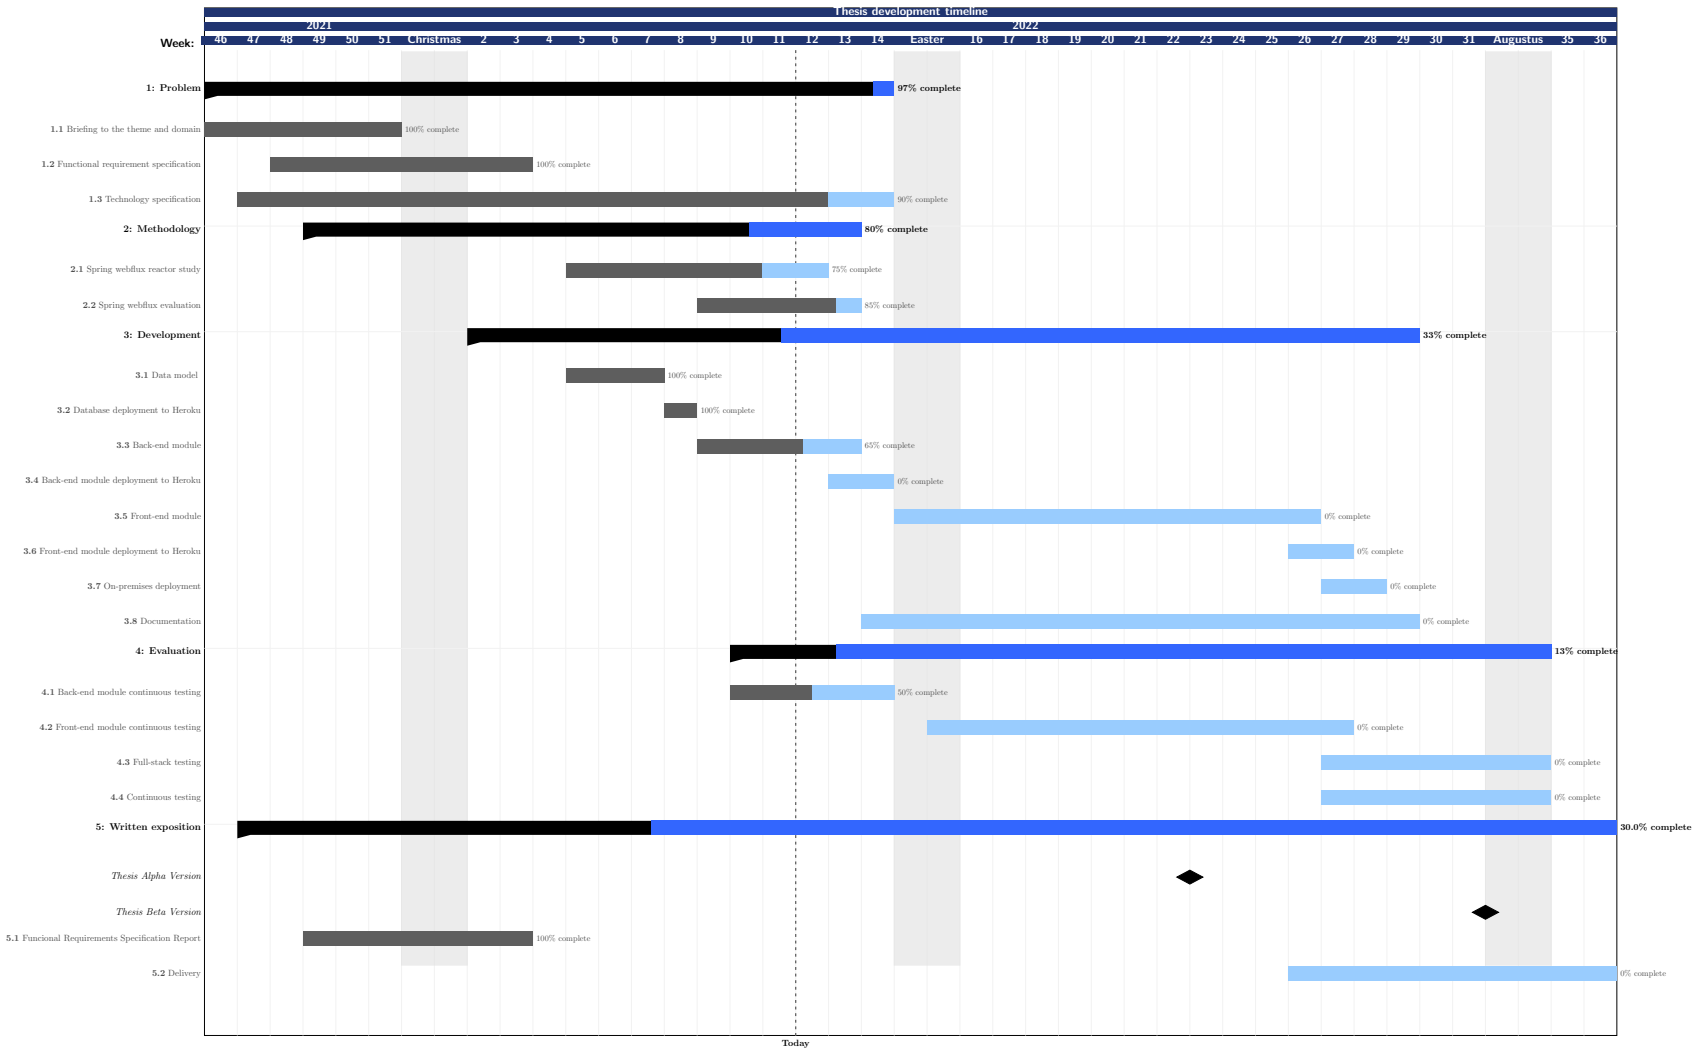 Thesis development timeline
2021 2022
Week: 46 47 48 49 50 51 Christmas 2 3 4 5 6 7 8 9 10 11 12 13 14 Easter 16 17 18 19 20 21 22 23 24 25 26 27 28 29 30 31 Augustus 35 36
1: Problem 97% complete
1.1 Briefing to the theme and domain 100% complete
1.2 Functional requirement specification 100% complete
1.3 Technology specification 90% complete
2: Methodology 80% complete
2.1 Spring webflux reactor study 75% complete
2.2 Spring webflux evaluation 85% complete
3: Development 33% complete
3.1 Data model 100% complete
3.2 Database deployment to Heroku 100% complete
3.3 Back-end module 65% complete
3.4 Back-end module deployment to Heroku 0% complete
3.5 Front-end module 0% complete
3.6 Front-end module deployment to Heroku 0% complete
3.7 On-premises deployment 0% complete
3.8 Documentation 0% complete
4: Evaluation 13% complete
4.1 Back-end module continuous testing 50% complete
4.2 Front-end module continuous testing 0% complete
4.3 Full-stack testing 0% complete
4.4 Continuous testing 0% complete
5: Written exposition 30.0% complete
Thesis Alpha Version
Thesis Beta Version
5.1 Funcional Requirements Specification Report 100% complete
5.2 Delivery 0% complete
Today